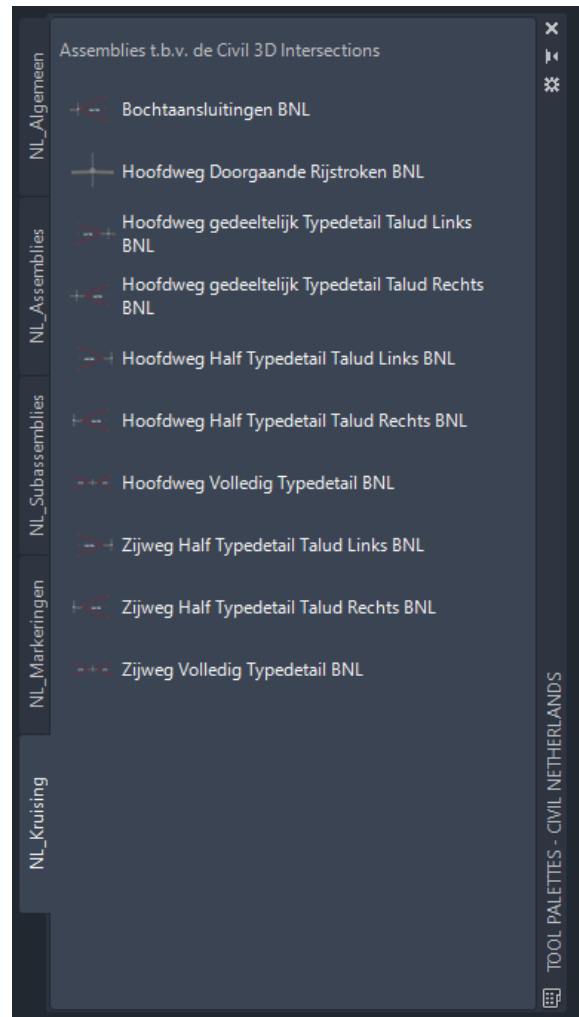 Assemblies t.b.v. de Civil 3D Intersections
Bochtaansluitingen BNL
Hoofdweg Doorgaande Rijstroken BNL
Hoofdweg gedeeltelijk Typedetail Talud Links
BNL
Hoofdweg gedeeltelijk Typedetail Talud Rechts
BNL
Hoofdweg Half Typedetail Talud Links BNL
Hoofdweg Half Typedetail Talud Rechts BNL
Hoofdweg Volledig Typedetail BNL
Zijweg Half Typedetail Talud Links BNL
Zijweg Half Typedetail Talud Rechts BNL
Zijweg Volledig Typedetail BNL
NL_Algemeen
NL_Assemblies
NL_Subassemblies
NL_Markeringen
NL_Kruising
TOOL PALETTES - CIVIL NETHERLANDS